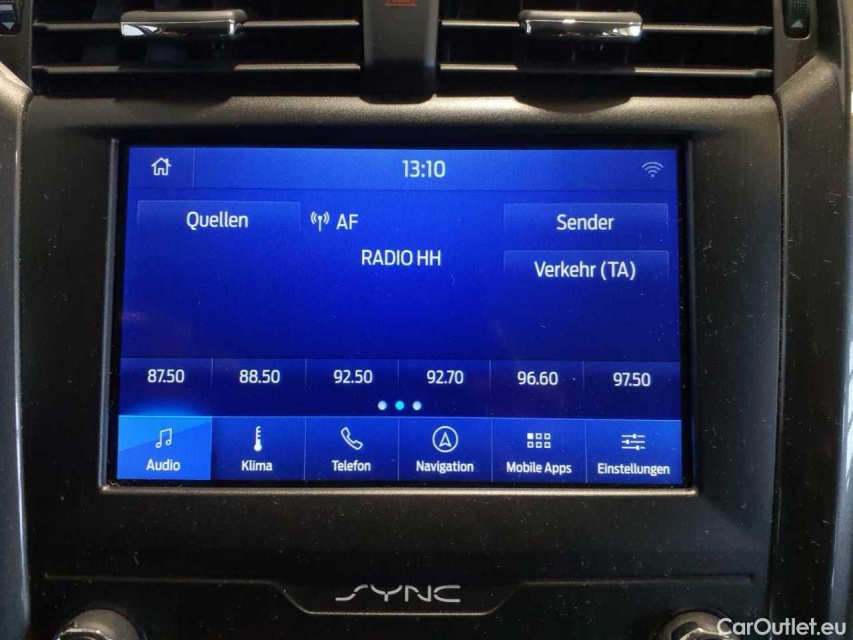 13:10
Quellen
AF
Sender
RADIO HH
Verkehr (TA)
87.50 88.50 92.50 92.70 96.60 97.50
Audio Klima Telefon Navigation Mobile Apps Einstellungen
SYNC
CarOutlet.eu